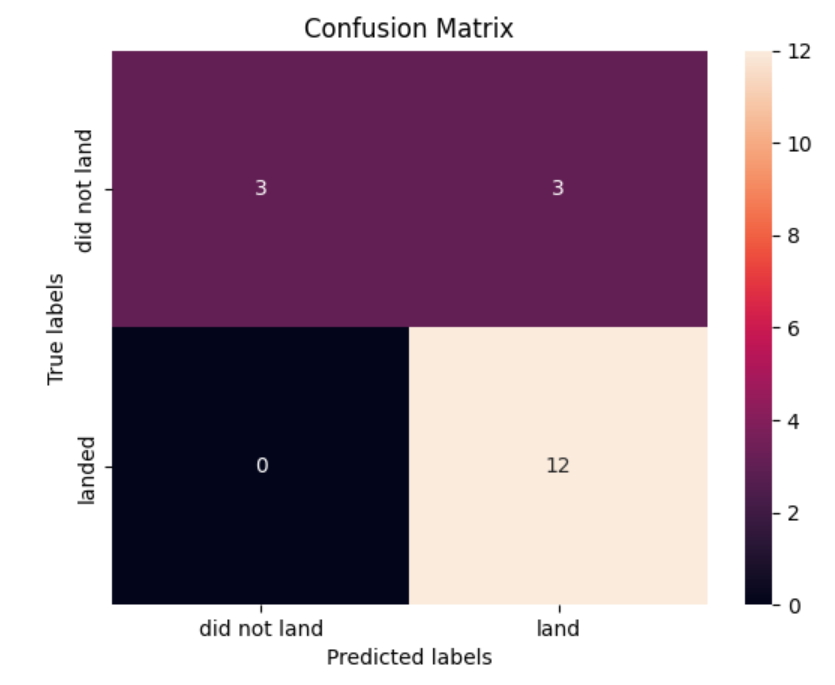 Confusion Matrix
True labels
did not land
landed
3
3
0
12
did not land
land
Predicted labels
12
10
8
6
4
2
0